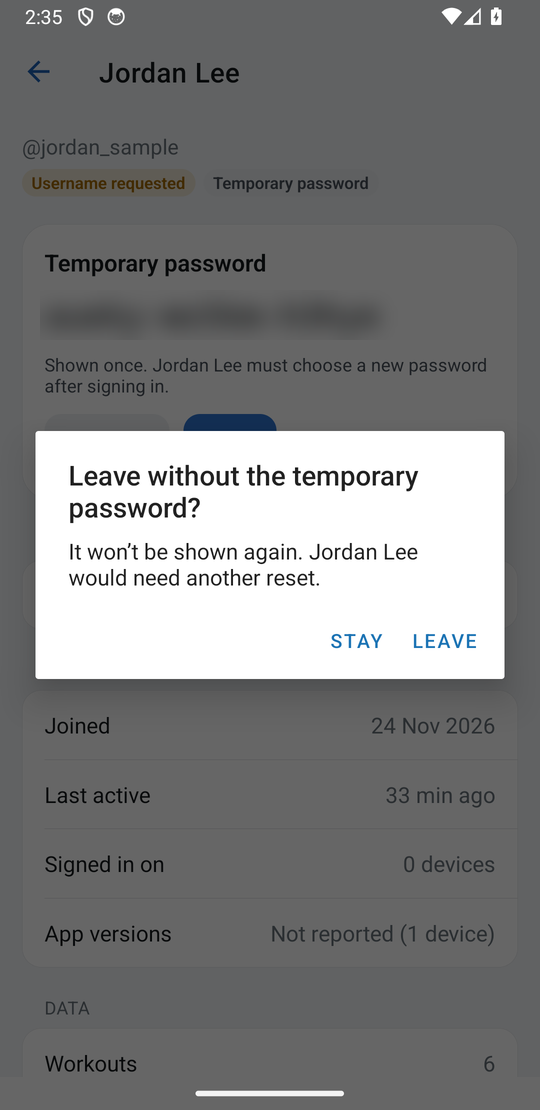 2:35
Jordan Lee
@jordan_sample
Username requested Temporary password
Temporary password
Shown once. Jordan Lee must choose a new password
after signing in.
Leave without the temporary
password?
It won’t be shown again. Jordan Lee
would need another reset.
STAY LEAVE
Joined 24 Nov 2026
Last active 33 min ago
Signed in on 0 devices
App versions Not reported (1 device)
DATA
Workouts 6